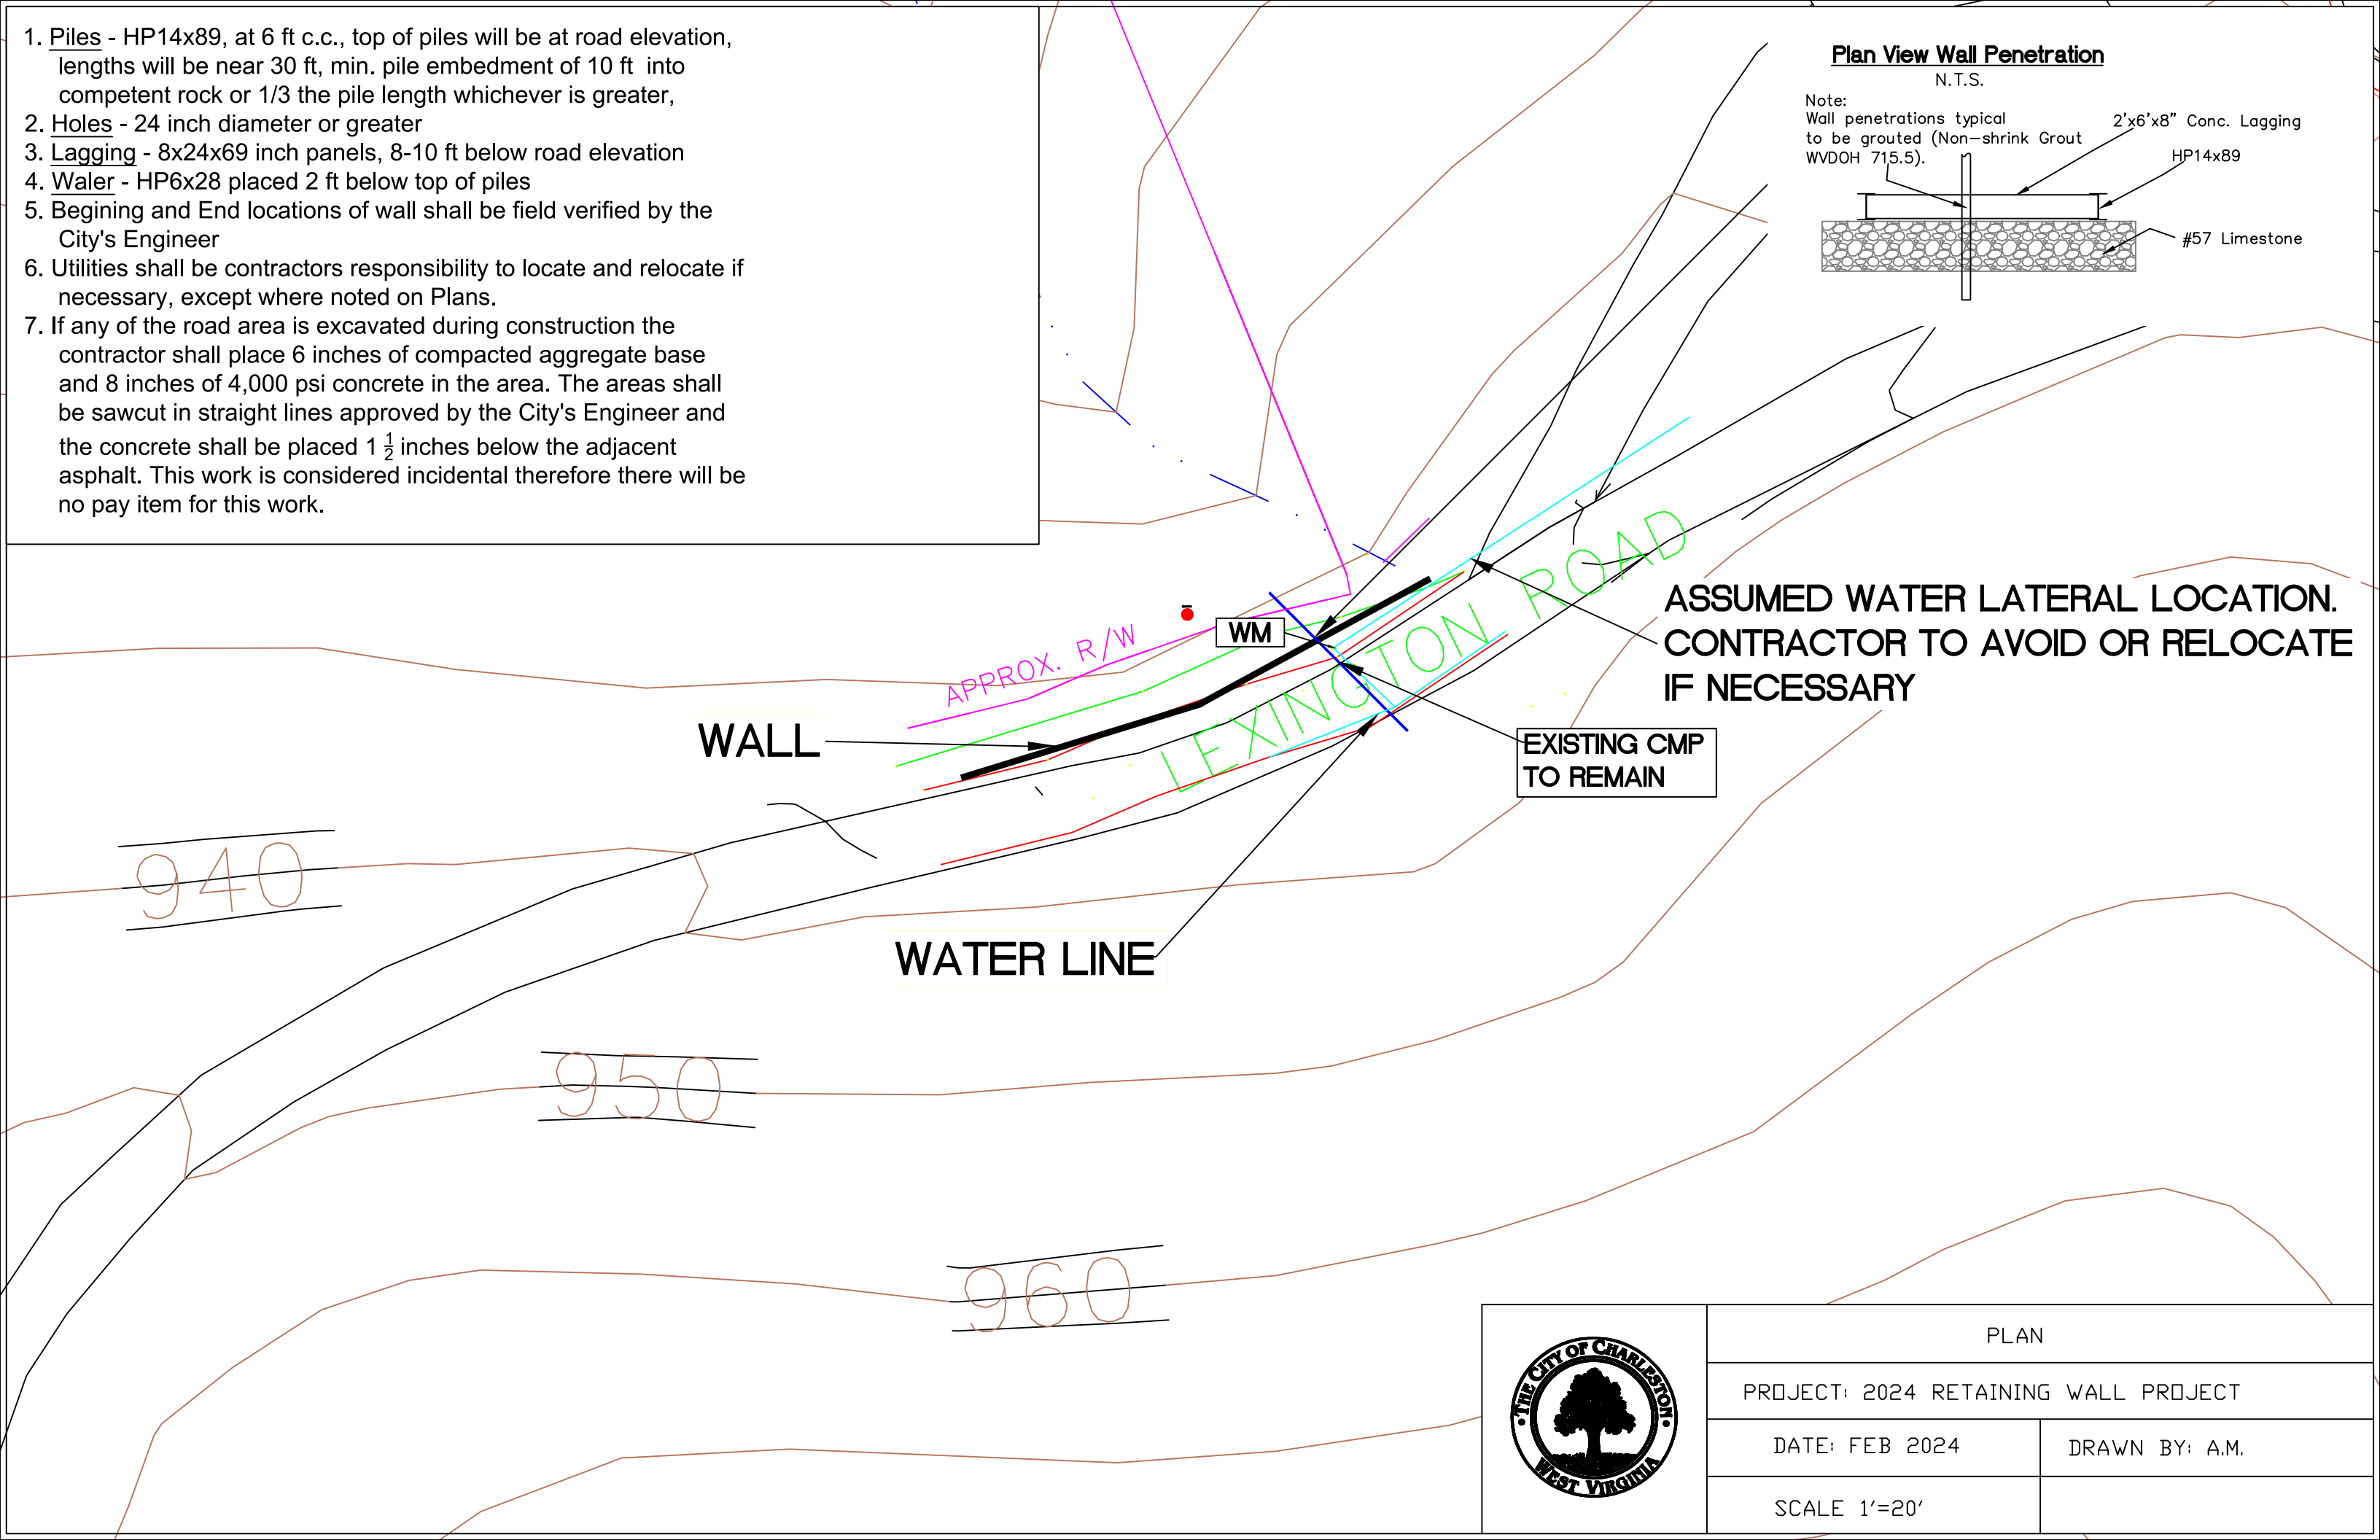 1. Piles - HP14x89, at 6 ft c.c., top of piles will be at road elevation,
lengths will be near 30 ft, min. pile embedment of 10 ft into
competent rock or 1/3 the pile length whichever is greater,
2. Holes - 24 inch diameter or greater
3. Lagging - 8x24x69 inch panels, 8-10 ft below road elevation
4. Waler - HP6x28 placed 2 ft below top of piles
5. Begining and End locations of wall shall be field verified by the
City's Engineer
6. Utilities shall be contractors responsibility to locate and relocate if
necessary, except where noted on Plans.
7. If any of the road area is excavated during construction the
contractor shall place 6 inches of compacted aggregate base
and 8 inches of 4,000 psi concrete in the area. The areas shall
be sawcut in straight lines approved by the City's Engineer and
the concrete shall be placed 1 1/2 inches below the adjacent
asphalt. This work is considered incidental therefore there will be
no pay item for this work.
Plan View Wall Penetration
N.T.S.
Note:
Wall penetrations typical
to be grouted (Non-shrink Grout
WVDOH 715.5).
2'x6'x8" Conc. Lagging
HP14x89
#57 Limestone
APPROX. R/W
WM
LEXINGTON ROAD
ASSUMED WATER LATERAL LOCATION.
CONTRACTOR TO AVOID OR RELOCATE
IF NECESSARY
WALL
EXISTING CMP
TO REMAIN
WATER LINE
940
950
960
THE CITY OF CHARLESTON
WEST VIRGINIA
PLAN
PROJECT: 2024 RETAINING WALL PROJECT
DATE: FEB 2024
DRAWN BY: A.M.
SCALE 1'=20'